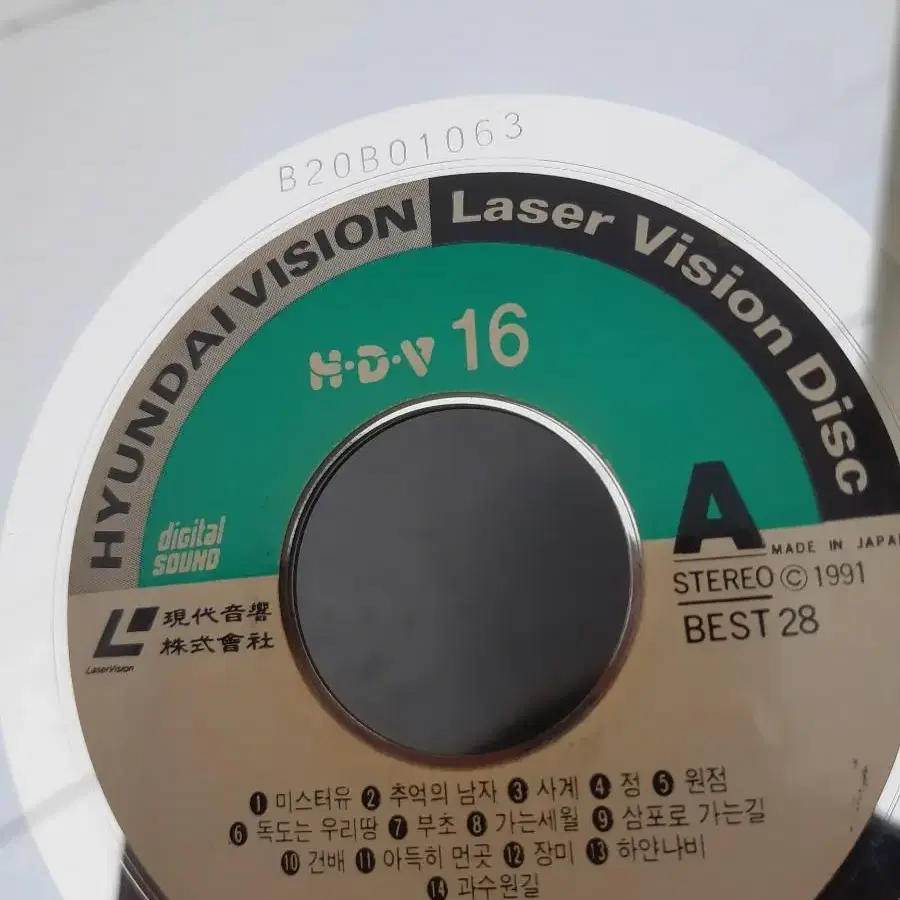 B20B01063
HYUNDAI VISION
Laser Vision Disc
H·D·V 16
digital
SOUND
A
MADE IN JAPA
STEREO © 1991
BEST 28
LaserVision
現代音響
株式會社
❶ 미스터유 ❷ 추억의 남자 ❸ 사계 ❹ 정 ❺ 원점
❻ 독도는 우리땅 ❼ 부초 ❽ 가는세월 ❾ 삼포로 가는길
❿ 건배 ⓫ 아득히 먼곳 ⓬ 장미 ⓭ 하얀나비
⓮ 과수원길